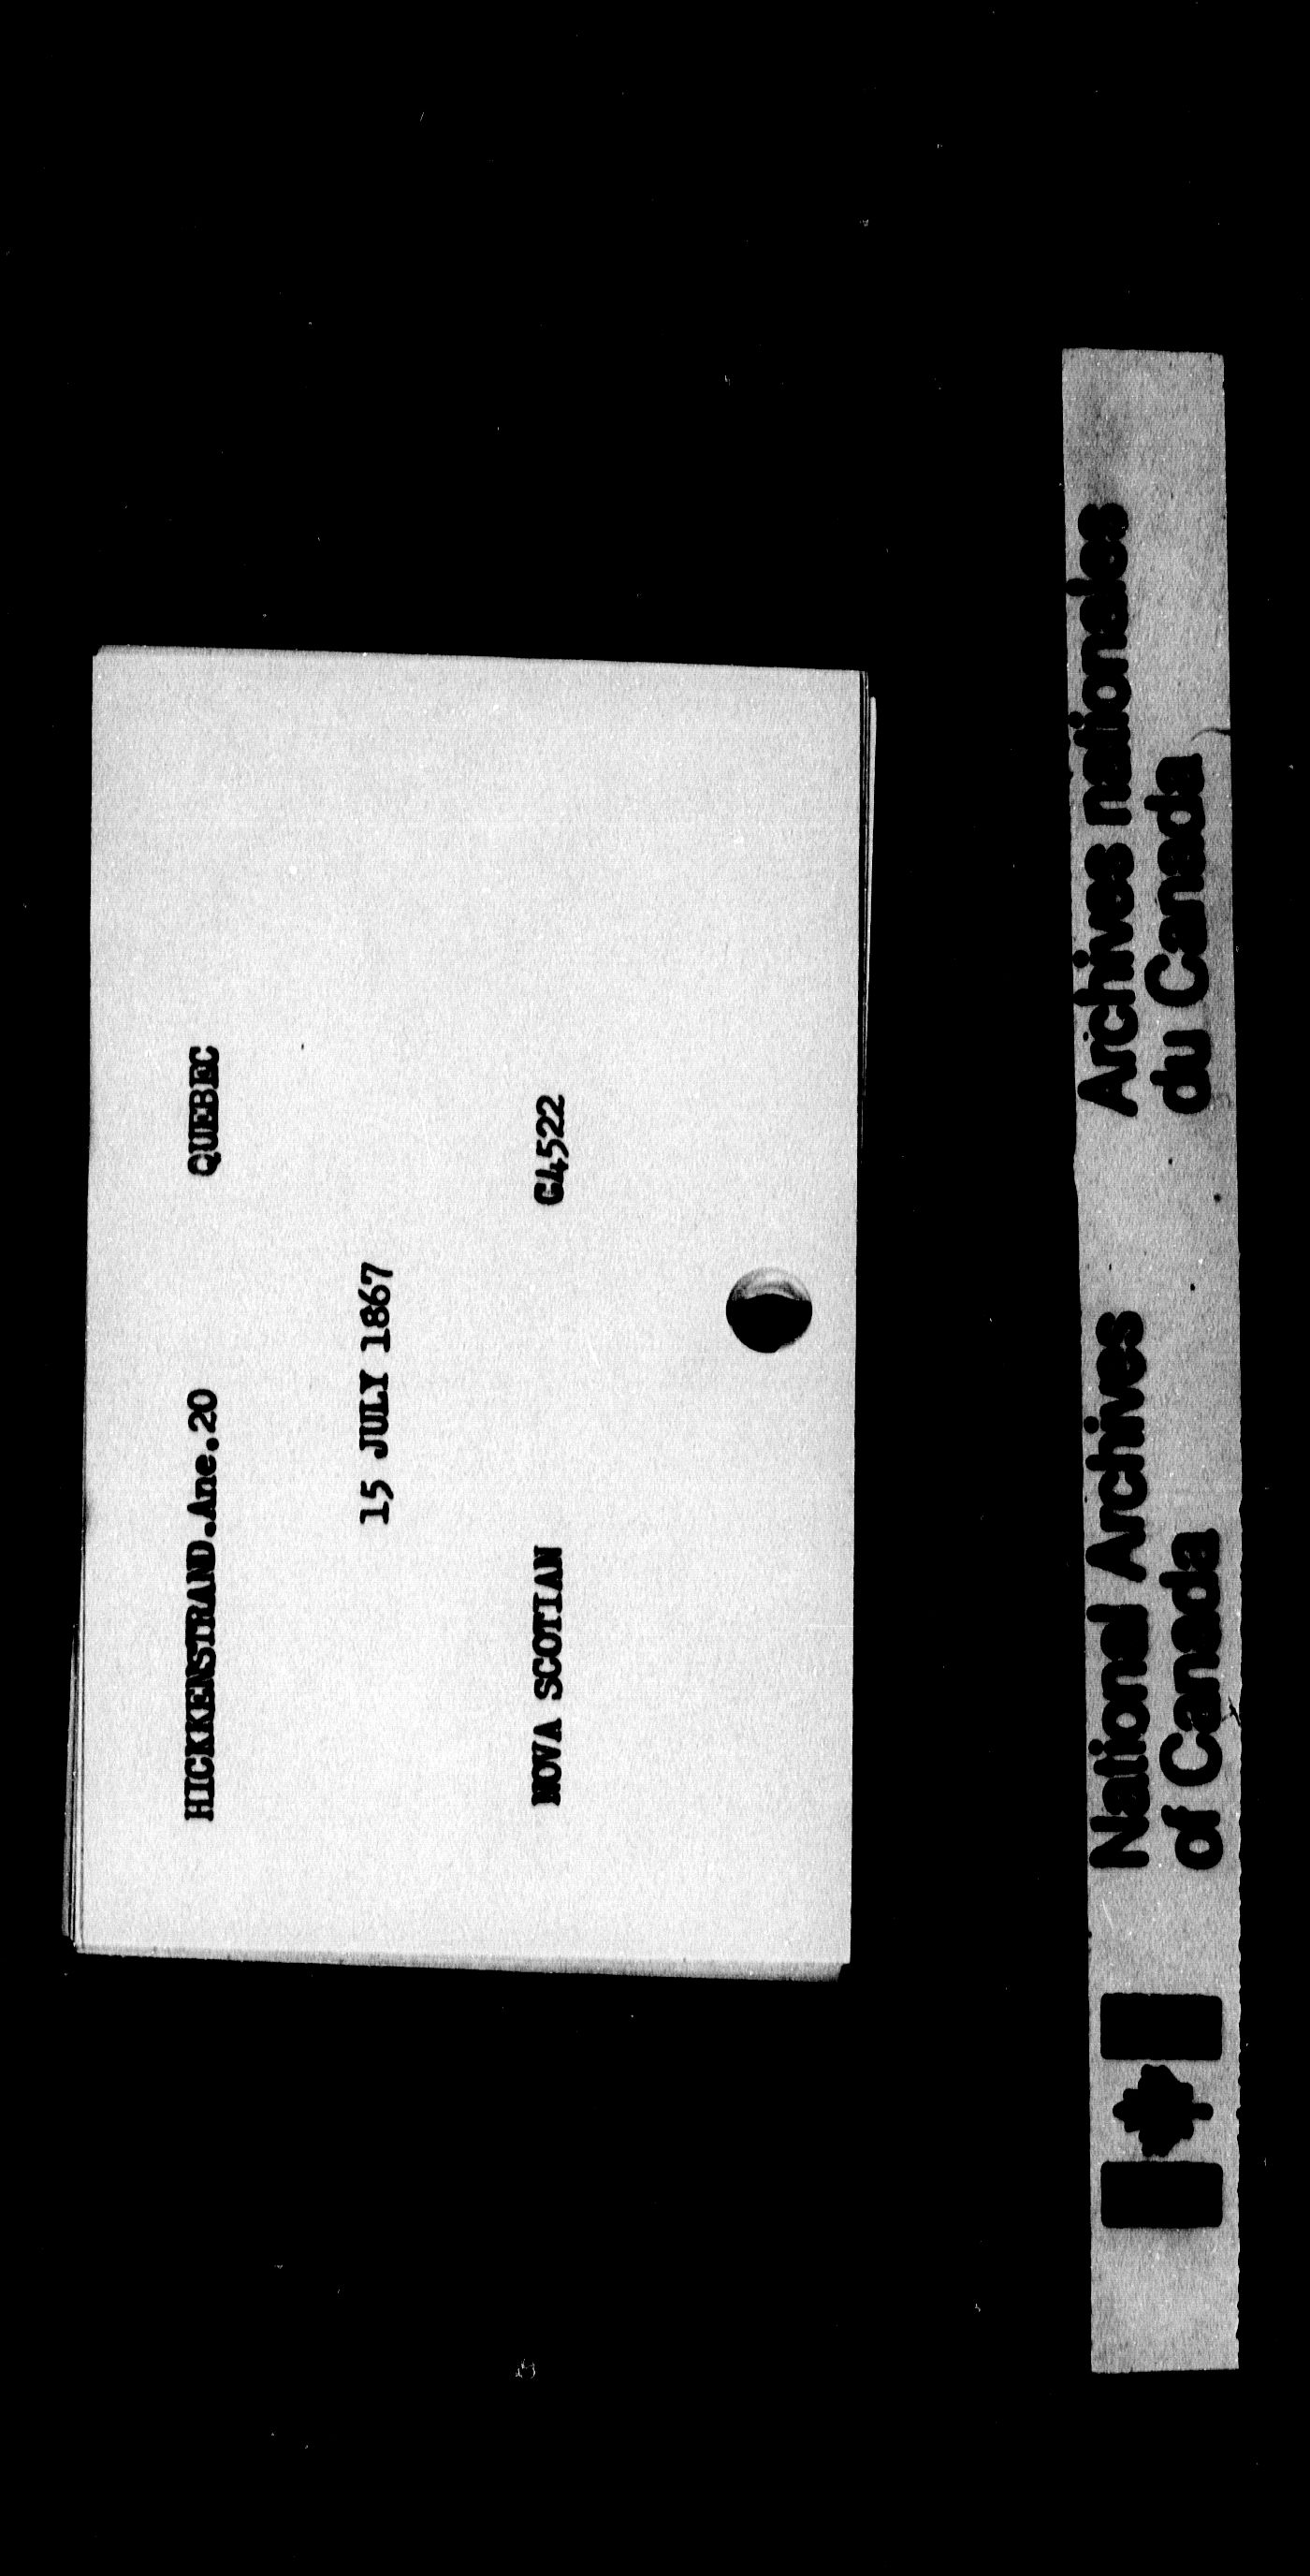 HICKKENSTRAND.Ane.20 QUEBEC
15 JULY 1867
NOVA SCOTIAN C4522
National Archives of Canada
Archives nationales du Canada